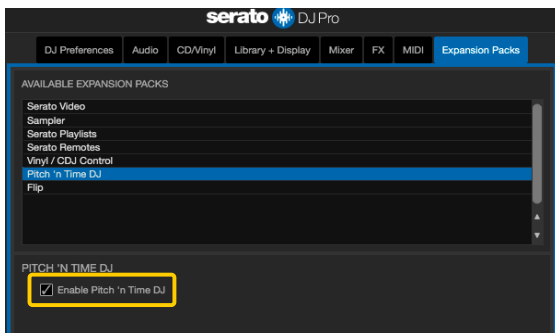 serato DJ Pro
DJ Preferences Audio CD/Vinyl Library + Display Mixer FX MIDI Expansion Packs
AVAILABLE EXPANSION PACKS
Serato Video
Sampler
Serato Playlists
Serato Remotes
Vinyl / CDJ Control
Pitch 'n Time DJ
Flip
PITCH 'N TIME DJ
Enable Pitch 'n Time DJ